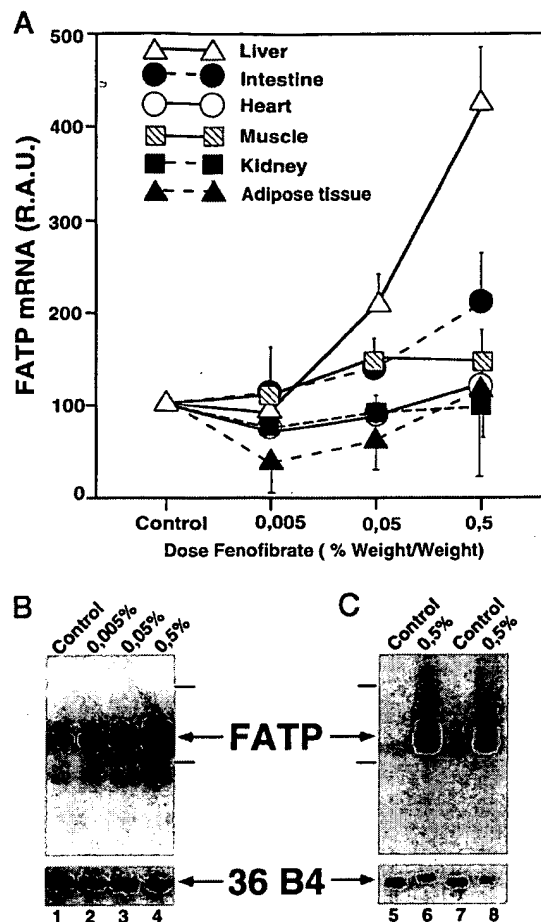 A
FATP mRNA (R.A.U.)
500
400
300
200
100
0
Liver
Intestine
Heart
Muscle
Kidney
Adipose tissue
Control 0,005 0,05 0,5
Dose Fenofibrate ( % Weight/Weight)
B
Control 0,005% 0,05% 0,5%
C
Control 0,5% Control 0,5%
FATP
36 B4
1 2 3 4
5 6 7 8